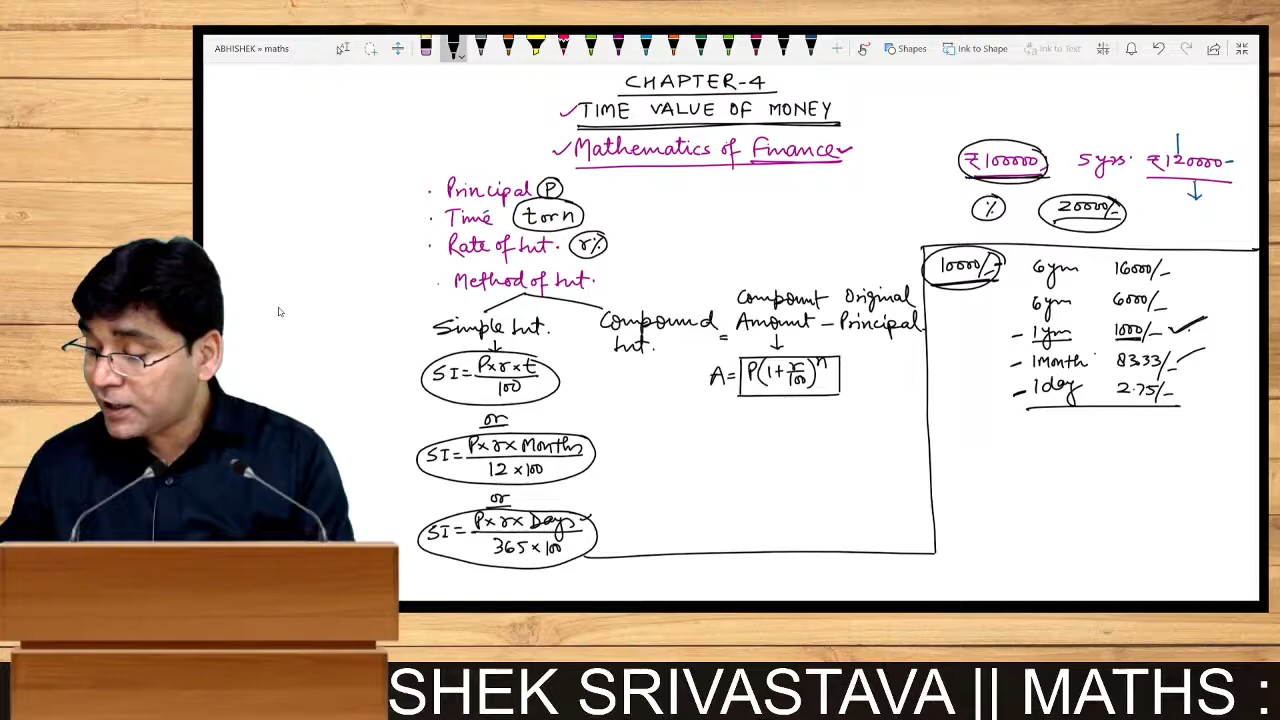 ABHISHEK » maths
Shapes
Ink to Shape
Ink to Text
CHAPTER-4
TIME VALUE OF MONEY
Mathematics of Finance
· Principal P
· Time t or n
· Rate of Int. r%
· Method of Int.
Simple Int.
SI = P×r×t / 100
or
SI = P×r×Months / 12×100
or
SI = P×r×Days / 365×100
Compound Int. = Compound Amount - Original Principal
A = P(1+r/100)^n
₹100000 5 yrs. ₹120000
% 20000/-
10000/- 6 yrs 16000/-
6 yrs 6000/-
- 1 yrs 1000/-
- 1 month 83.33/-
- 1 day 2.75/-
SHEK SRIVASTAVA || MATHS :